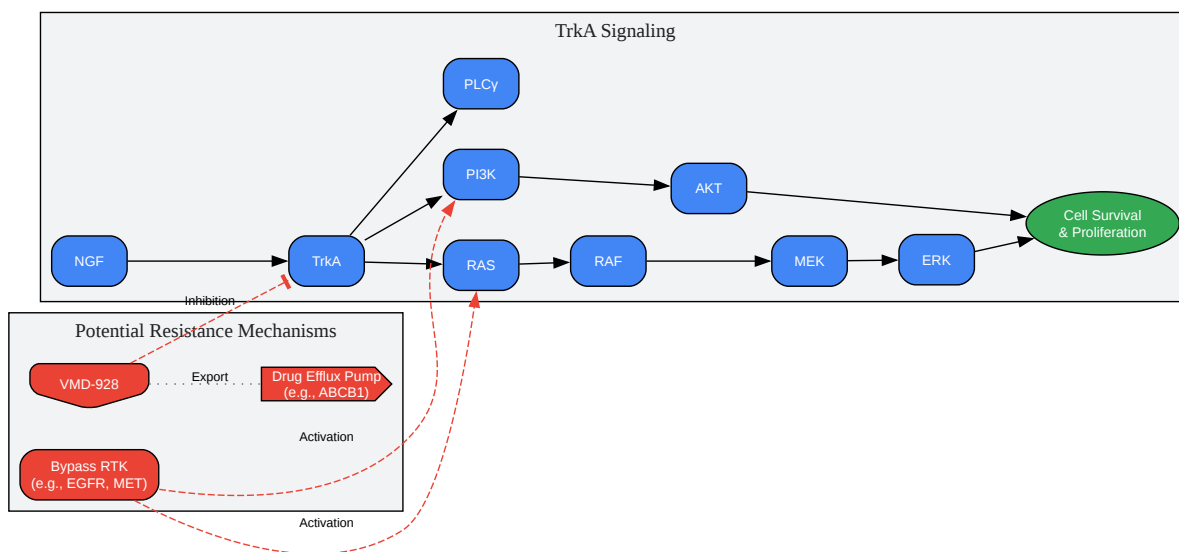 TrkA Signaling
PLCγ
PI3K
AKT
Cell Survival
& Proliferation
NGF
TrkA
RAS
RAF
MEK
ERK
Inhibition
Potential Resistance Mechanisms
VMD-928
Export
Drug Efflux Pump
(e.g., ABCB1)
Activation
Bypass RTK
(e.g., EGFR, MET)
Activation